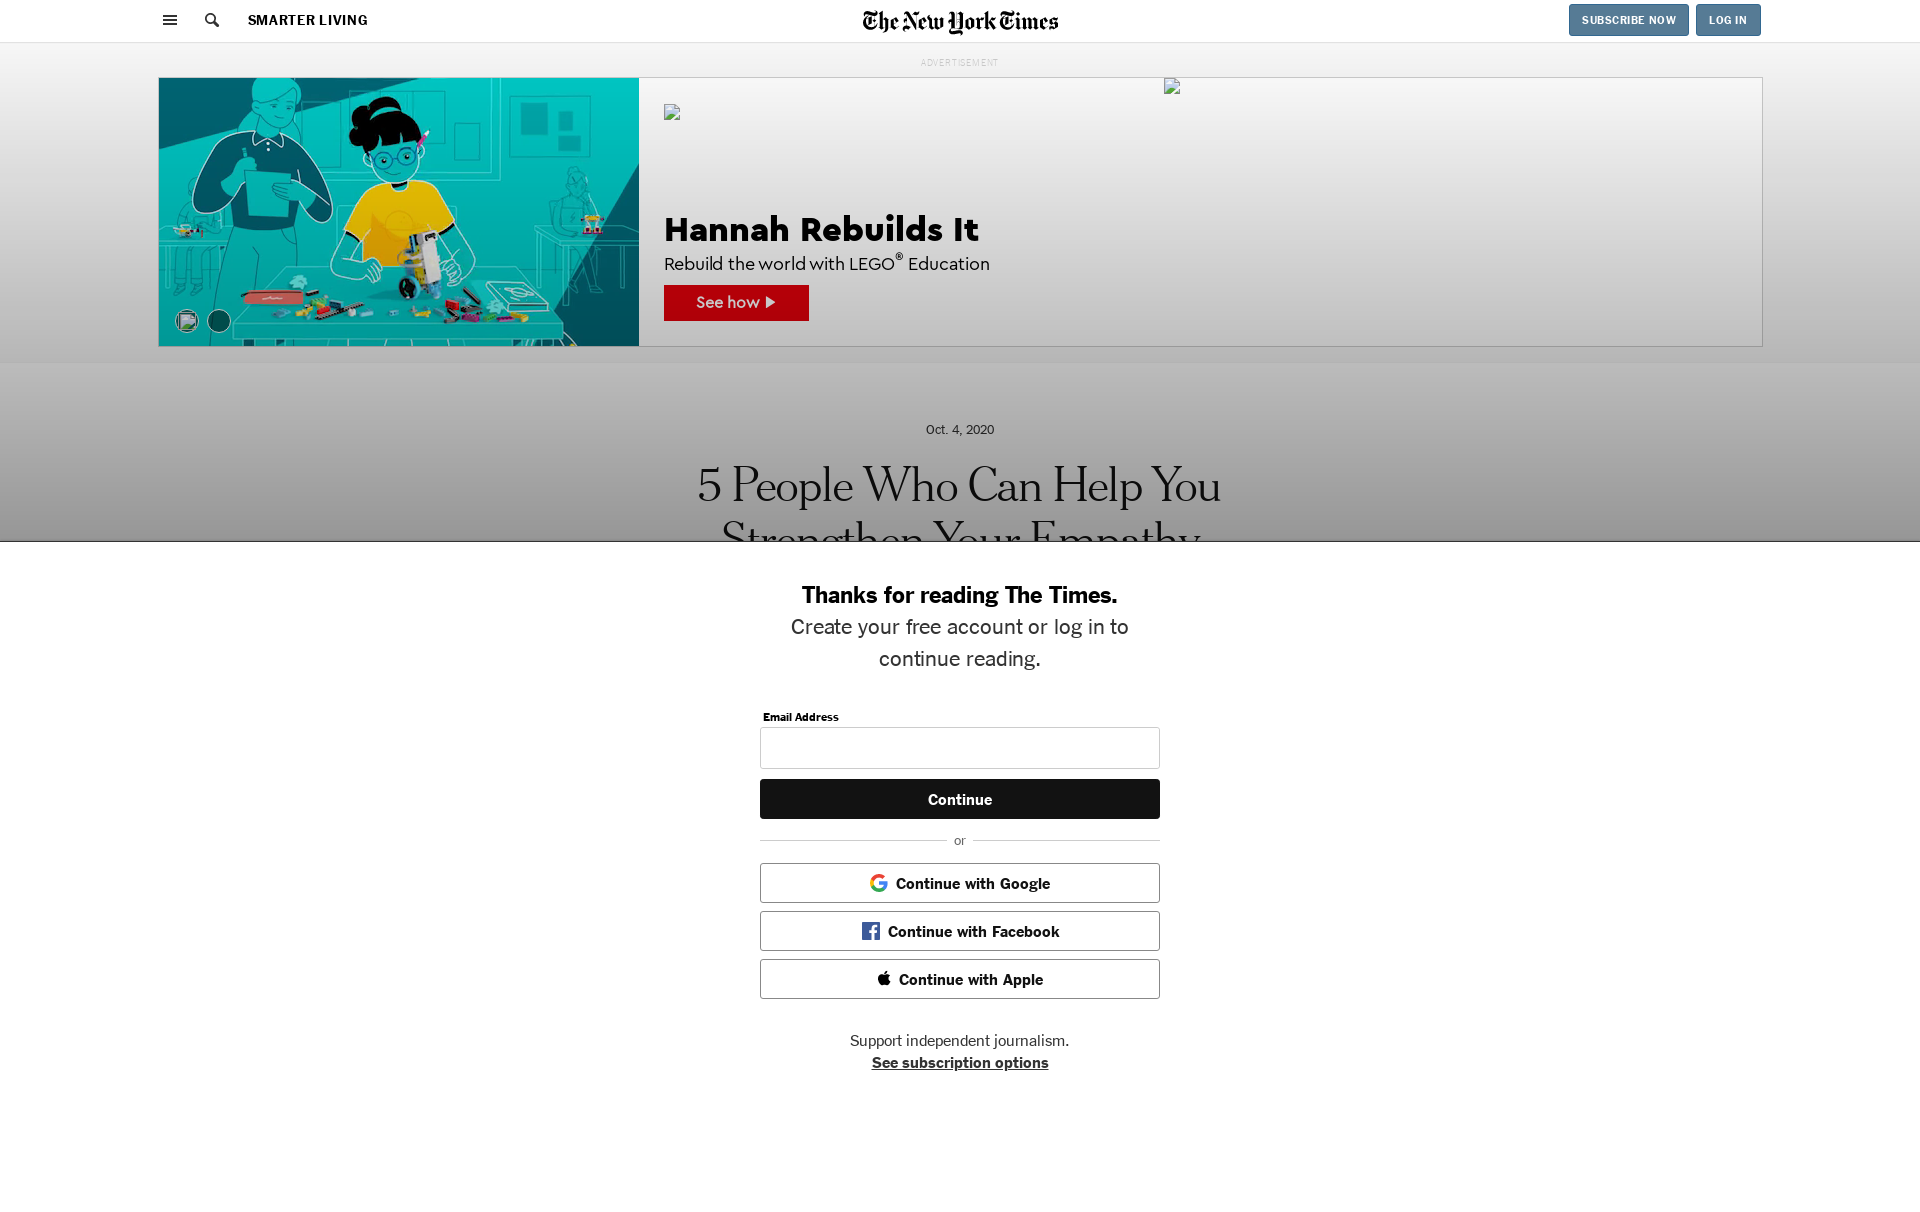 SMARTER LIVING
The New York Times
SUBSCRIBE NOW
LOG IN
ADVERTISEMENT
Hannah Rebuilds It
Rebuild the world with LEGO® Education
See how
Oct. 4, 2020
5 People Who Can Help You
Strengthen Your Empathy
Thanks for reading The Times.
Create your free account or log in to
continue reading.
Email Address
Continue
or
Continue with Google
Continue with Facebook
Continue with Apple
Support independent journalism.
See subscription options